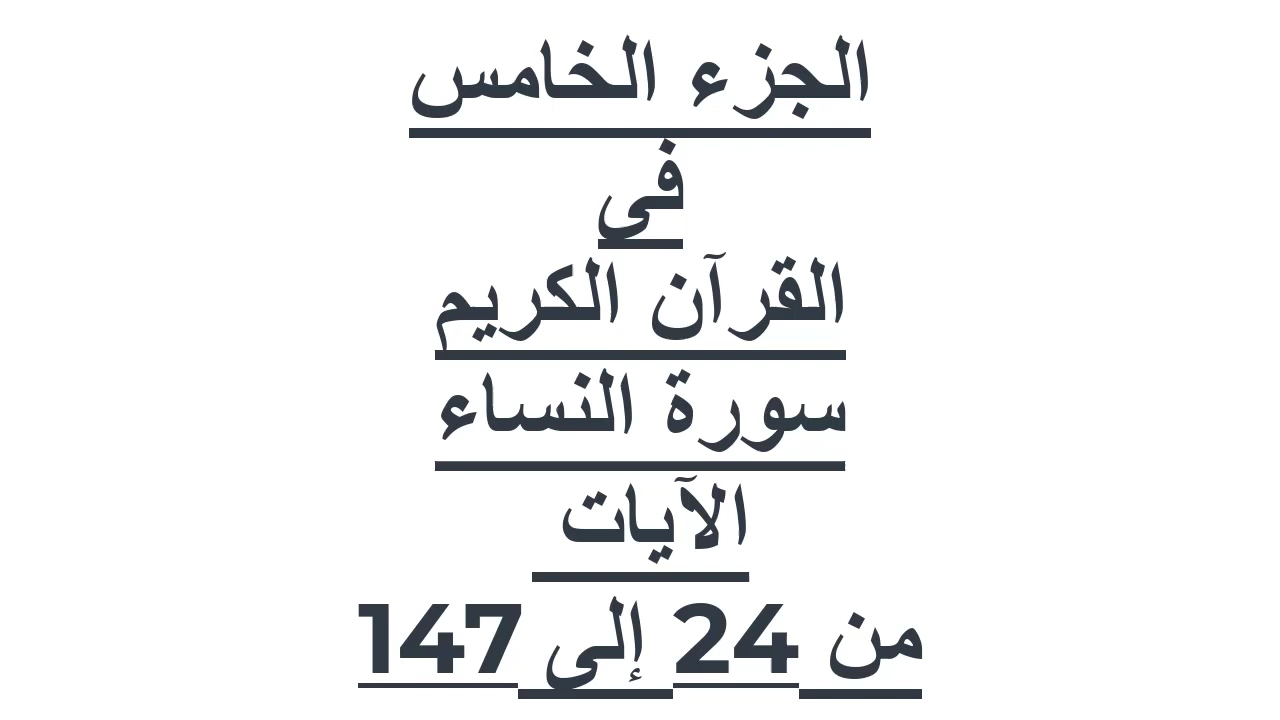 الجزء الخامس
في
القرآن الكريم
سورة النساء
الآيات
من 24 إلى 147